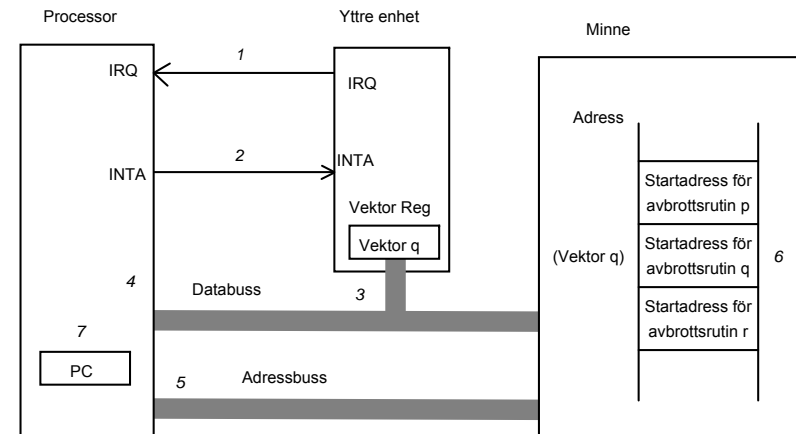 Processor
Yttre enhet
Minne
1
IRQ
IRQ
Adress
2
INTA
INTA
Startadress för
avbrottsrutin p
Vektor Reg
Vektor q
(Vektor q)
Startadress för
avbrottsrutin q
6
4
Databuss
3
Startadress för
avbrottsrutin r
7
PC
5
Adressbuss